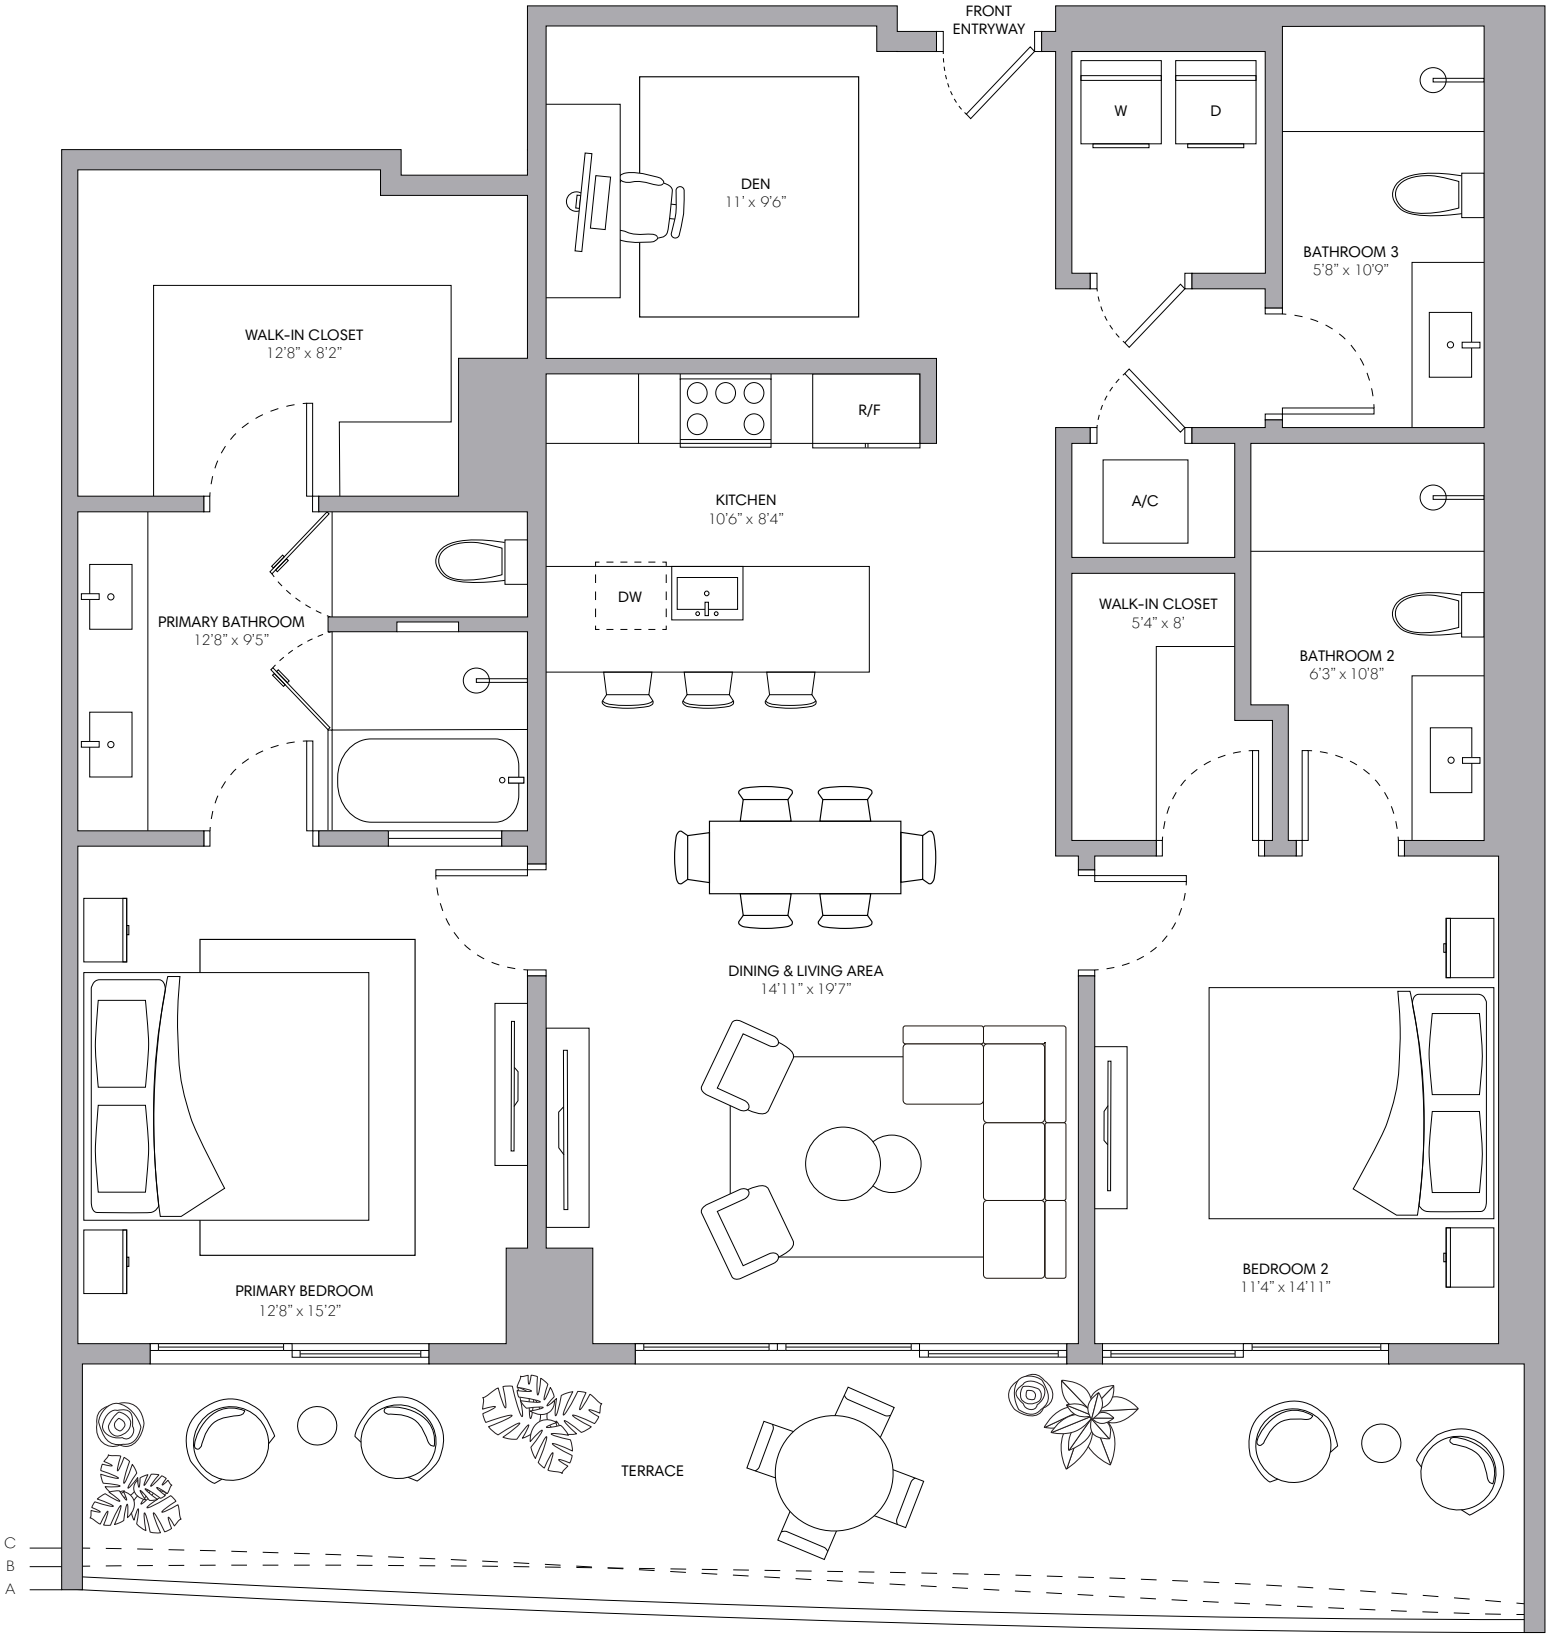 FRONT
ENTRYWAY
W
D
DEN
11' x 9'6”
BATHROOM 3
5'8” x 10'9”
WALK-IN CLOSET
12'8” x 8'2”
R/F
KITCHEN
10'6” x 8'4”
A/C
DW
WALK-IN CLOSET
5'4” x 8'
PRIMARY BATHROOM
12'8” x 9'5”
BATHROOM 2
6'3” x 10'8”
DINING & LIVING AREA
14'11” x 19'7”
PRIMARY BEDROOM
12'8” x 15'2”
BEDROOM 2
11'4” x 14'11”
TERRACE
C
B
A